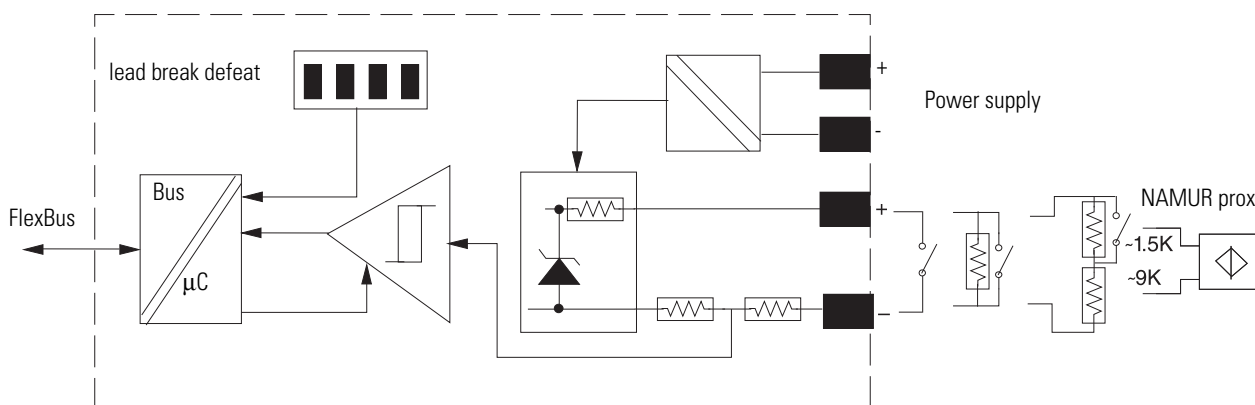 lead break defeat
+
Power supply
-
Bus
FlexBus
+
NAMUR prox
~1.5K
µC
~9K
–